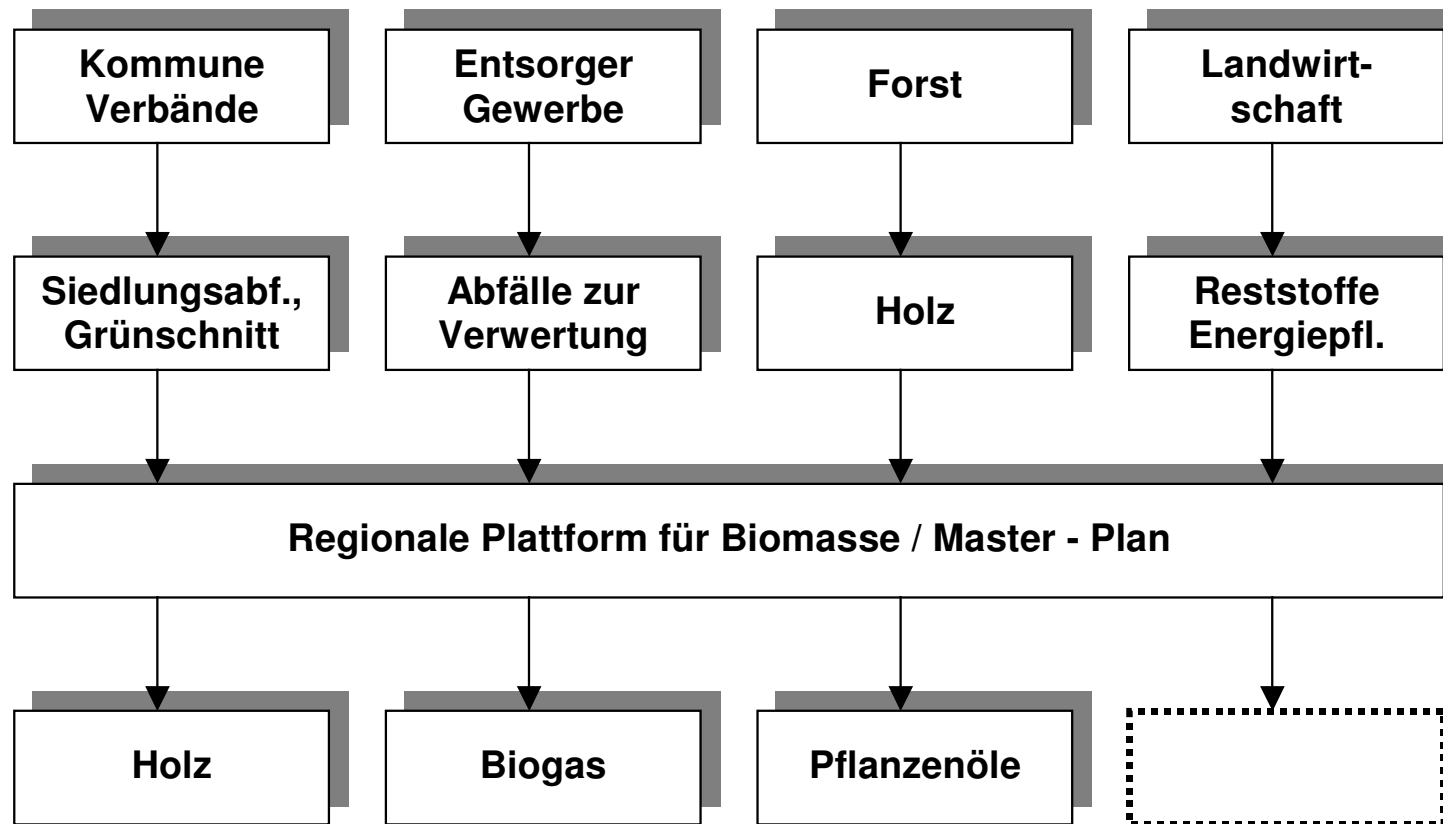 Kommune
Verbände
Entsorger
Gewerbe
Forst
Landwirt-
schaft
Siedlungsabf.,
Grünschnitt
Abfälle zur
Verwertung
Holz
Reststoffe
Energiepfl.
Regionale Plattform für Biomasse / Master - Plan
Holz
Biogas
Pflanzenöle